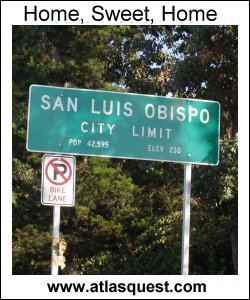 Home, Sweet, Home
SAN LUIS OBISPO
CITY LIMIT
POP 42,595 ELEV 230
P
BIKE
LANE
www.atlasquest.com